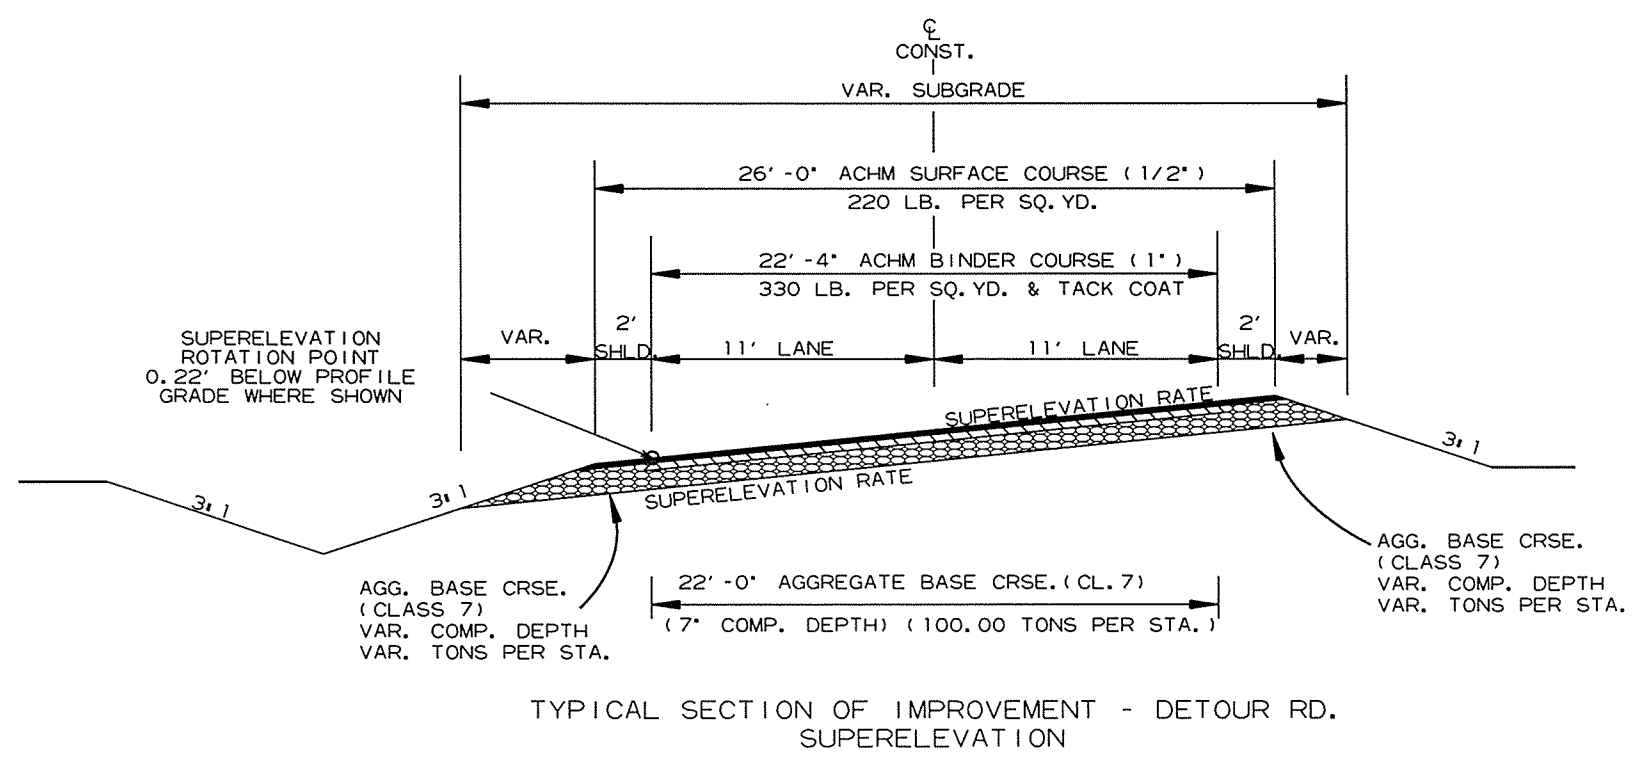 ℄
CONST.
VAR. SUBGRADE
26'-0" ACHM SURFACE COURSE (1/2")
220 LB. PER SQ.YD.
22'-4" ACHM BINDER COURSE (1")
330 LB. PER SQ.YD. & TACK COAT
VAR.
2'
SHLD.
11' LANE
11' LANE
2'
SHLD.
VAR.
SUPERELEVATION
ROTATION POINT
0.22' BELOW PROFILE
GRADE WHERE SHOWN
SUPERELEVATION RATE
SUPERELEVATION RATE
3:1
3:1
3:1
AGG. BASE CRSE.
(CLASS 7)
VAR. COMP. DEPTH
VAR. TONS PER STA.
22'-0" AGGREGATE BASE CRSE.(CL.7)
(7" COMP. DEPTH) (100.00 TONS PER STA.)
AGG. BASE CRSE.
(CLASS 7)
VAR. COMP. DEPTH
VAR. TONS PER STA.
TYPICAL SECTION OF IMPROVEMENT - DETOUR RD.
SUPERELEVATION